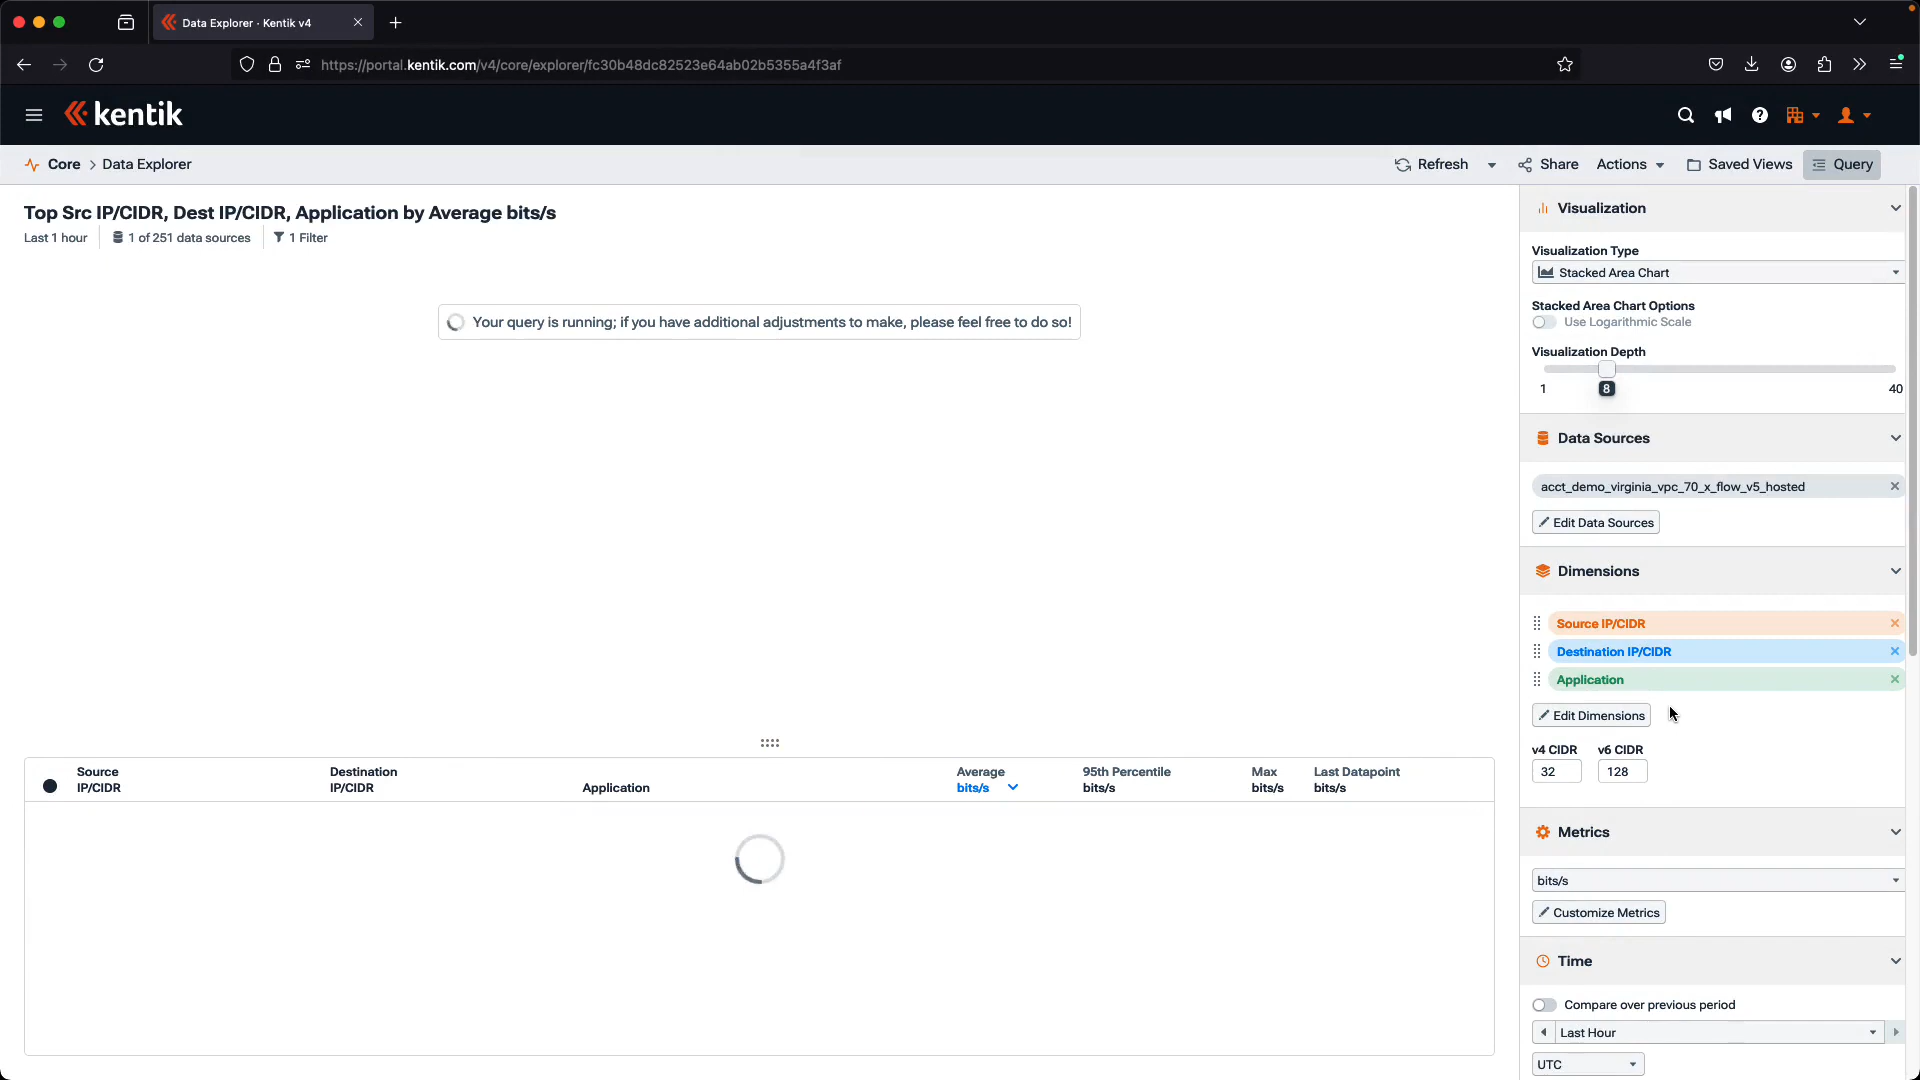 Data Explorer · Kentik v4
https://portal.kentik.com/v4/core/explorer/fc30b48dc82523e64ab02b5355a4f3af
kentik
Core > Data Explorer
Refresh
Share
Actions
Saved Views
Query
Top Src IP/CIDR, Dest IP/CIDR, Application by Average bits/s
Last 1 hour
1 of 251 data sources
1 Filter
Your query is running; if you have additional adjustments to make, please feel free to do so!
Source IP/CIDR
Destination IP/CIDR
Application
Average bits/s
95th Percentile bits/s
Max bits/s
Last Datapoint bits/s
Visualization
Visualization Type
Stacked Area Chart
Stacked Area Chart Options
Use Logarithmic Scale
Visualization Depth
1
8
40
Data Sources
acct_demo_virginia_vpc_70_x_flow_v5_hosted
Edit Data Sources
Dimensions
Source IP/CIDR
Destination IP/CIDR
Application
Edit Dimensions
v4 CIDR
v6 CIDR
32
128
Metrics
bits/s
Customize Metrics
Time
Compare over previous period
Last Hour
UTC